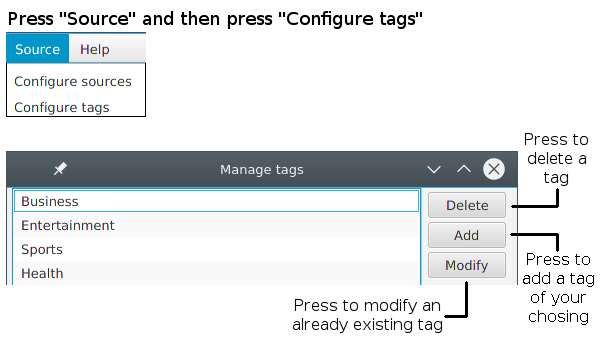 Press "Source" and then press "Configure tags"
Source Help
Configure sources
Configure tags
Manage tags
Business
Entertainment
Sports
Health
Delete
Add
Modify
Press to
delete a
tag
Press to
add a tag
of your
chosing
Press to modify an
already existing tag